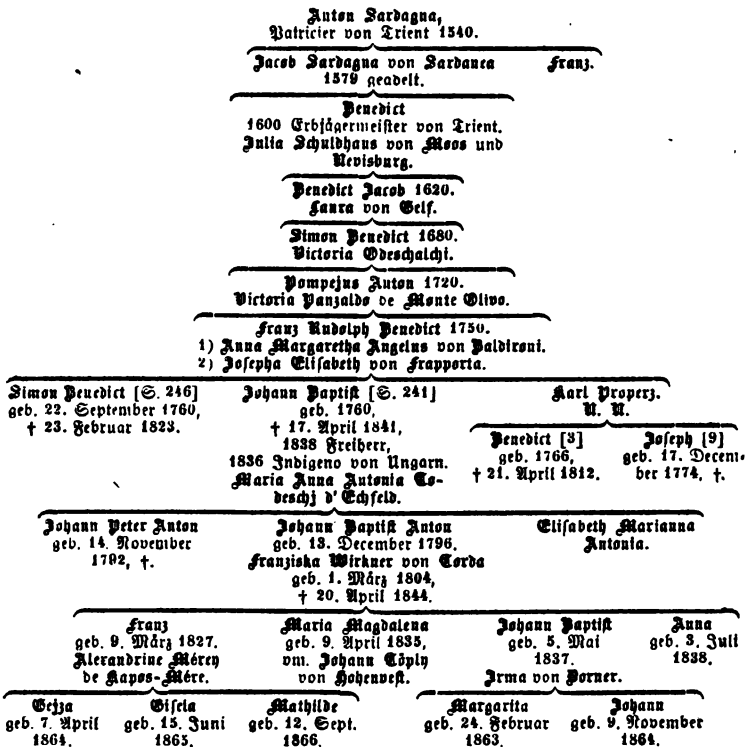 Anton Sardagna,
Patricier von Trient 1540.
Jacob Sardagna von Sardanea Franz.
1579 geadelt.
Benedict
1600 Erbjägermeister von Trient.
Julia Schuldhaus von Moos und
Nevisburg.
Benedict Jacob 1620.
Laura von Gelf.
Simon Benedict 1680.
Victoria Odeschalchi.
Pompejus Anton 1720.
Victoria Panzaldo de Monte Olivo.
Franz Rudolph Benedict 1750.
1) Anna Margaretha Angelus von Baldironi.
2) Josepha Elisabeth von Frapporta.
Simon Benedict [S. 246]
geb. 22. September 1760,
† 23. Februar 1823.
Johann Baptist [S. 241]
geb. 1760,
† 17. April 1841,
1838 Freiherr,
1836 Indigeno von Ungarn.
Maria Anna Antonia Co-
deschj d'Echfeld.
Karl Properz.
N. N.
Benedict [3]
geb. 1766,
† 21. April 1812.
Joseph [9]
geb. 17. Decem-
ber 1774, †.
Johann Peter Anton
geb. 14. November
1792, †.
Johann Baptist Anton
geb. 13. December 1796.
Franziska Wirkner von Torda
geb. 1. März 1804,
† 20. April 1844.
Elisabeth Marianna
Antonia.
Franz
geb. 9. März 1827.
Alexandrine Mérey
de Kapos-Mére.
Maria Magdalena
geb. 9. April 1835,
vm. Johann Cöply
von Hohenvest.
Johann Baptist
geb. 5. Mai
1837.
Irma von Dorner.
Anna
geb. 3. Juli
1838.
Gejza
geb. 7. April
1864.
Gisela
geb. 15. Juni
1865.
Mathilde
geb. 12. Sept.
1866.
Margarita
geb. 24. Februar
1863.
Johann
geb. 9. November
1864.